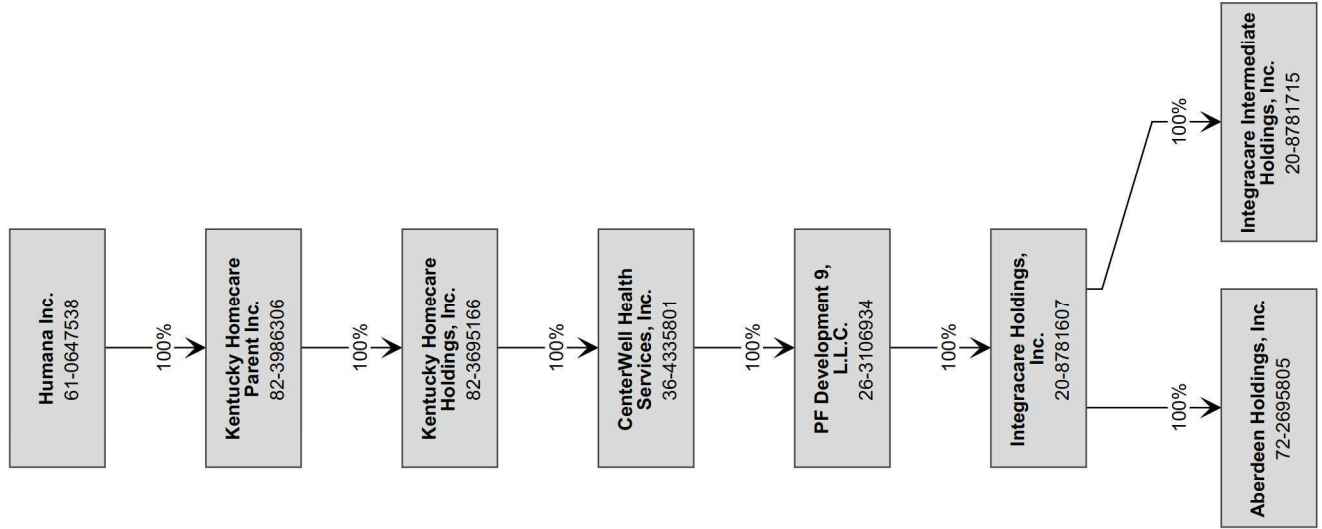 Humana Inc.
61-0647538
100%
Kentucky Homecare
Parent Inc.
82-3986306
100%
Kentucky Homecare
Holdings, Inc.
82-3695166
100%
CenterWell Health
Services, Inc.
36-4335801
100%
PF Development 9,
L.L.C.
26-3106934
100%
Integracare Holdings,
Inc.
20-8781607
100%
Aberdeen Holdings, Inc.
72-2695805
100%
Integracare Intermediate
Holdings, Inc.
20-8781715